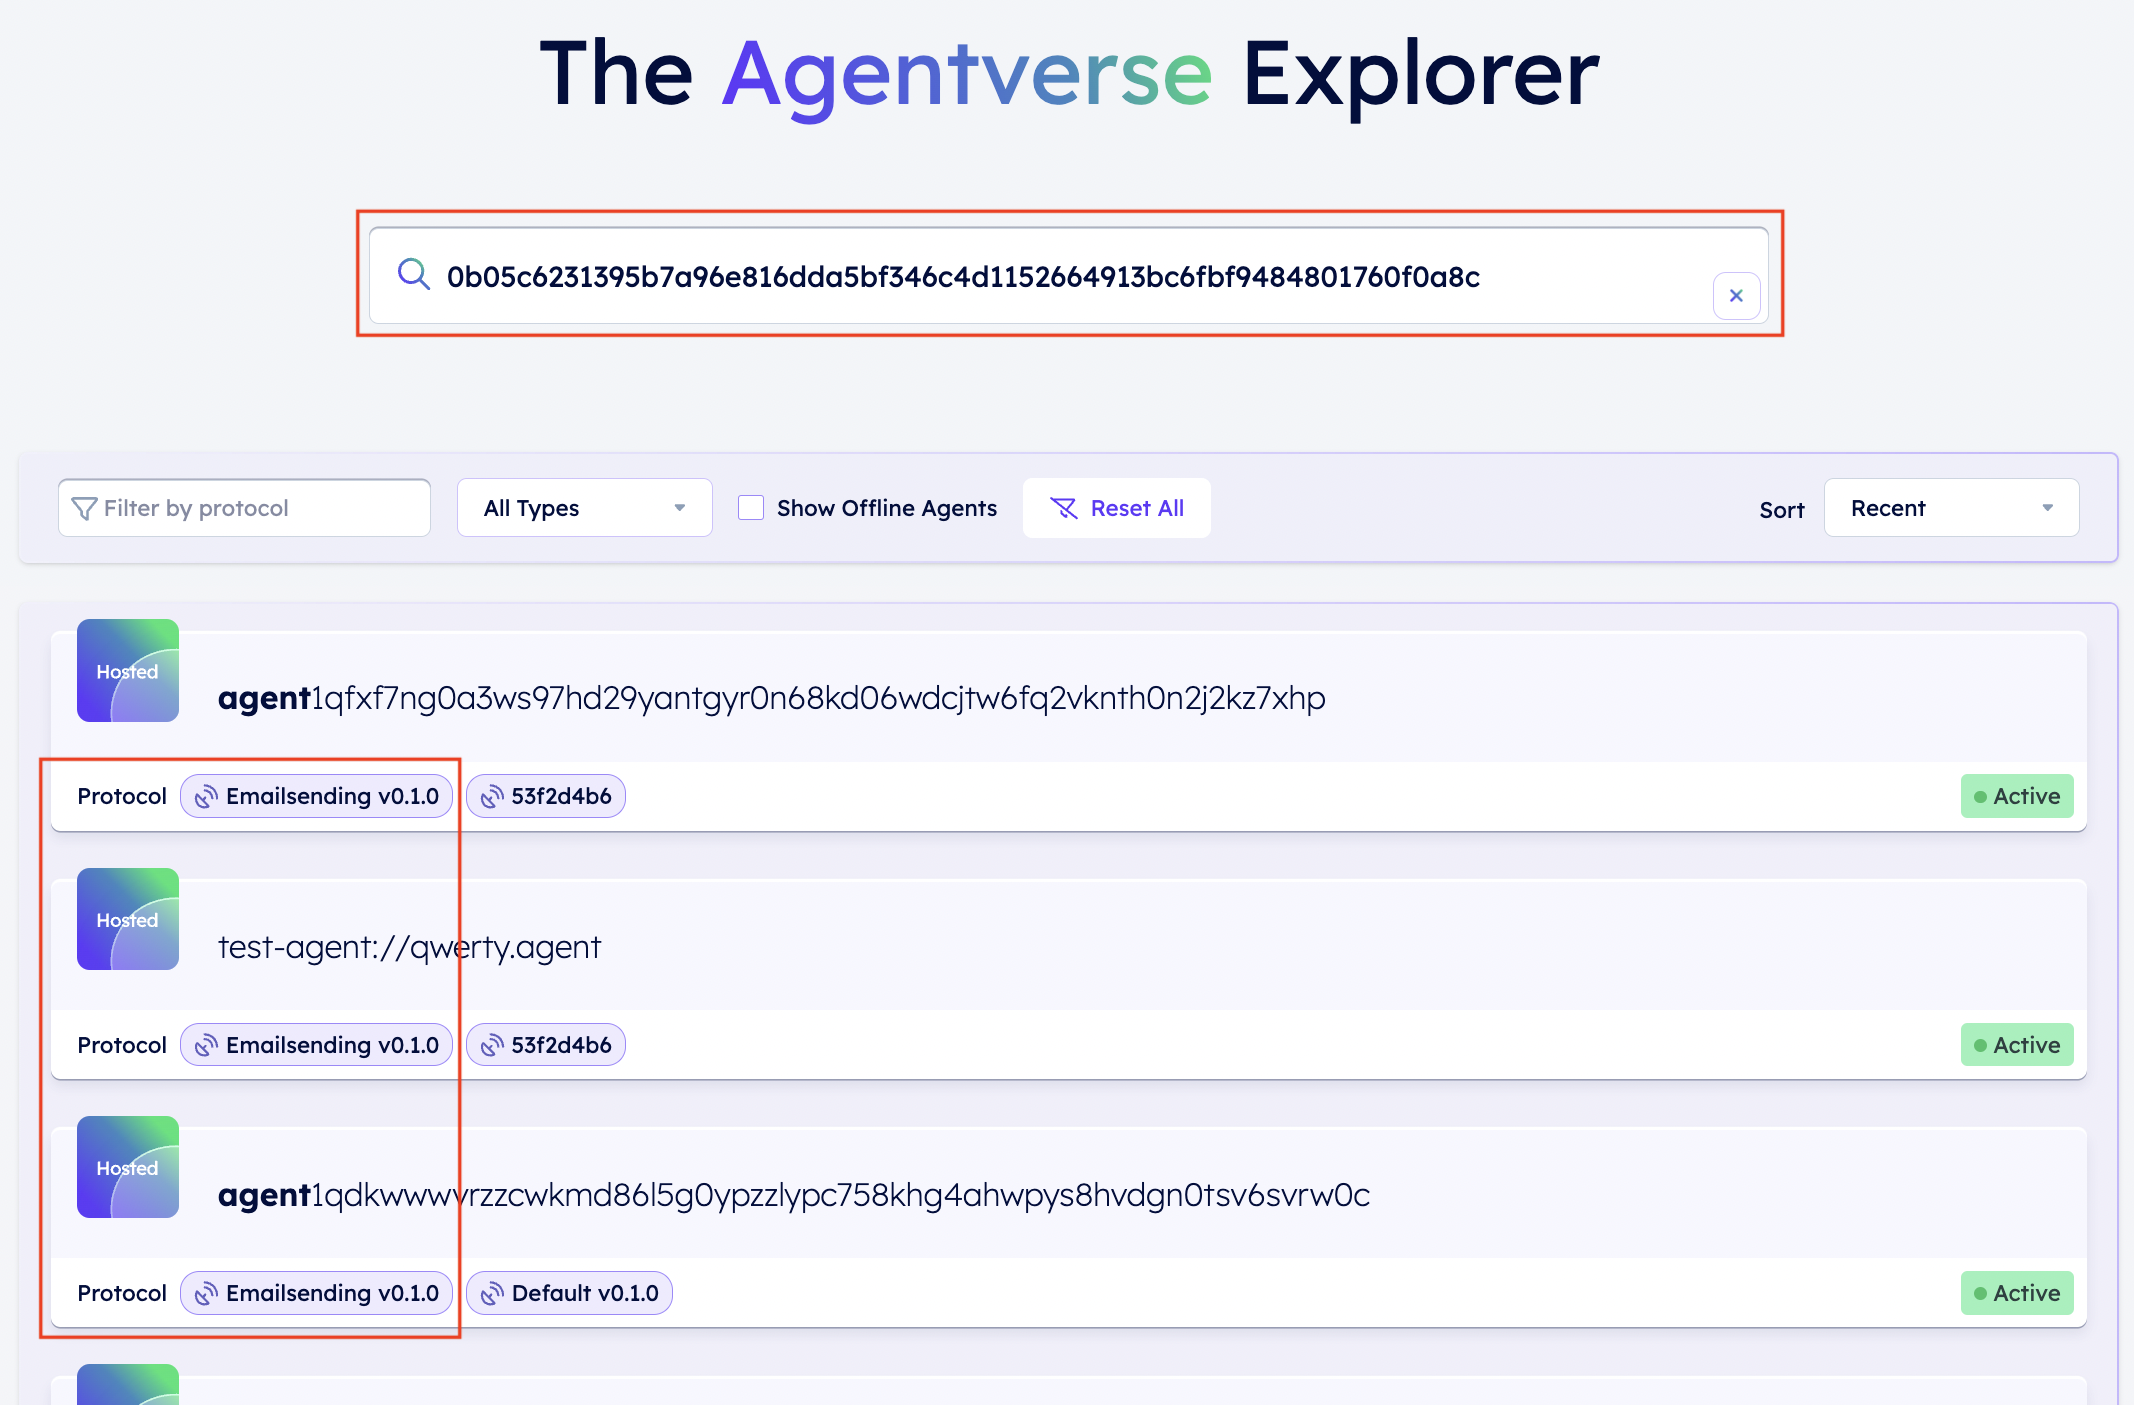 The Agentverse Explorer
0b05c6231395b7a96e816dda5bf346c4d1152664913bc6fbf9484801760f0a8c
Filter by protocol
All Types
Show Offline Agents
Reset All
Sort
Recent
Hosted
agent1qfxf7ng0a3ws97hd29yantgyr0n68kd06wdcjtw6fq2vknth0n2j2kz7xhp
Protocol Emailsending v0.1.0 53f2d4b6 Active
Hosted
test-agent://qwerty.agent
Protocol Emailsending v0.1.0 53f2d4b6 Active
Hosted
agent1qdkwwwvrzzcwkmd86l5g0ypzzlypc758khg4ahwpys8hvdgn0tsv6svrw0c
Protocol Emailsending v0.1.0 Default v0.1.0 Active